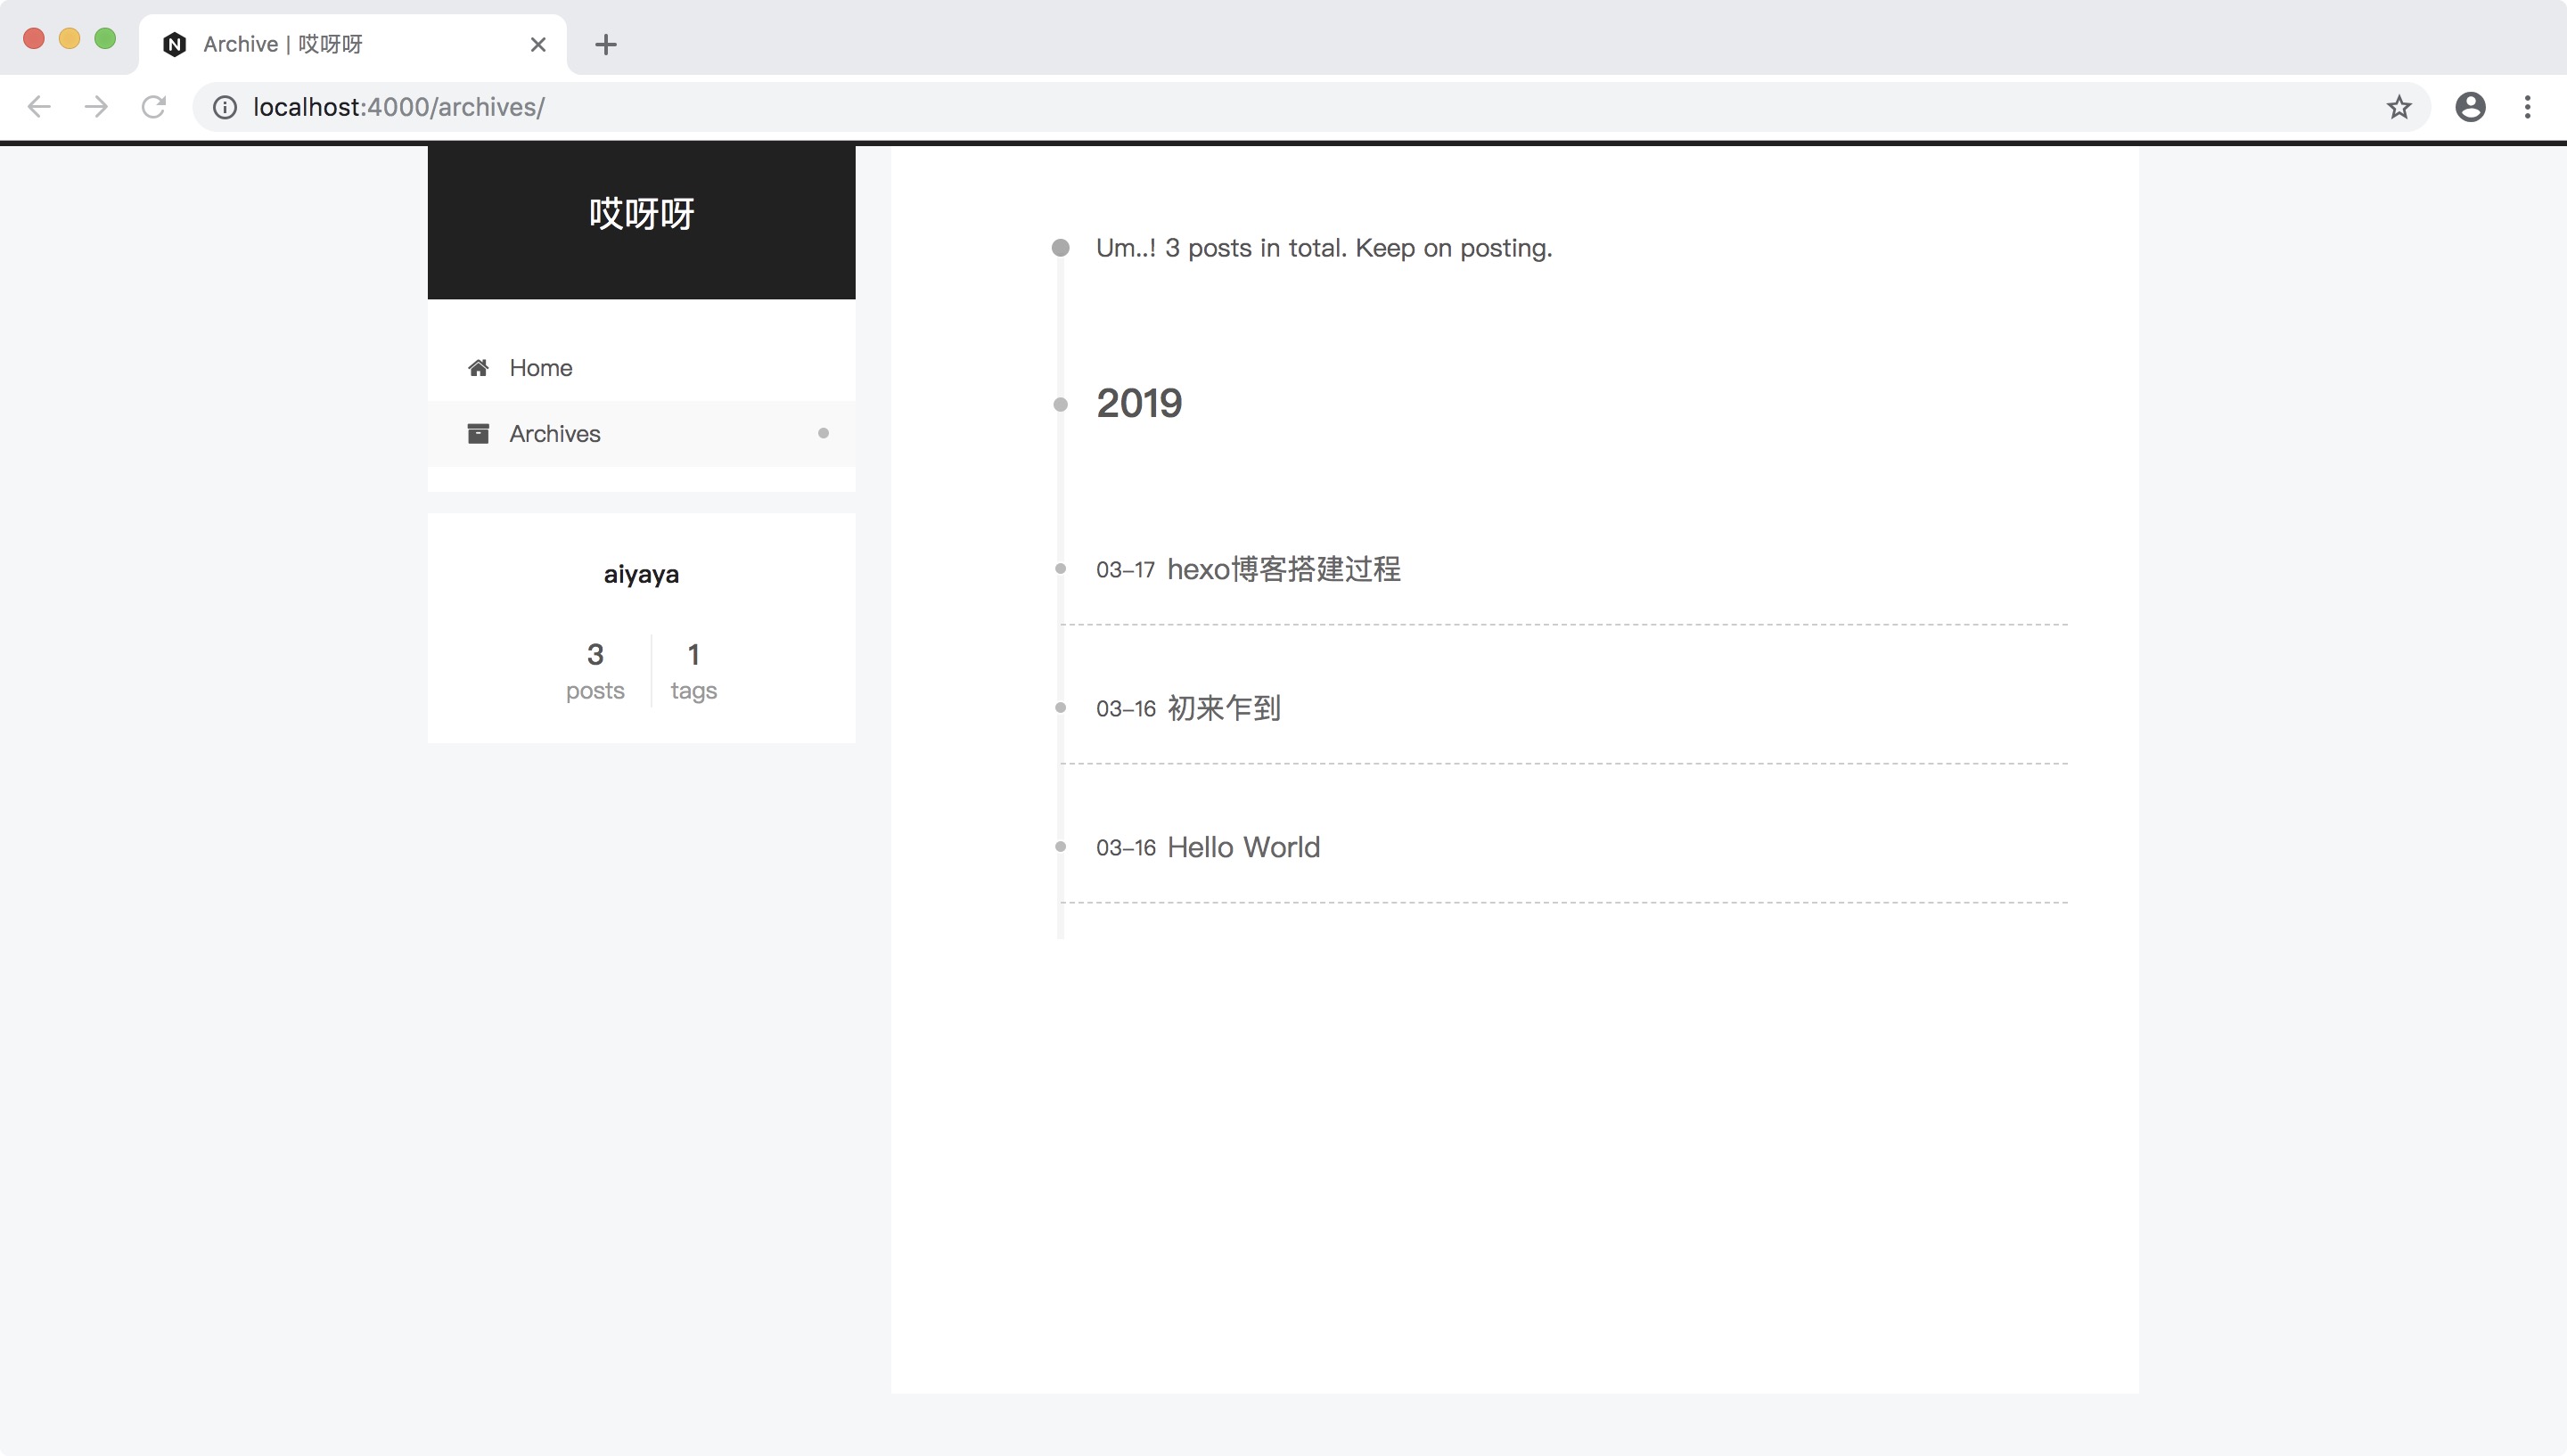 Archive | 哎呀呀
localhost:4000/archives/
哎呀呀
Home
Archives
aiyaya
3 1
posts tags
Um..! 3 posts in total. Keep on posting.
2019
03-17 hexo博客搭建过程
03-16 初来乍到
03-16 Hello World